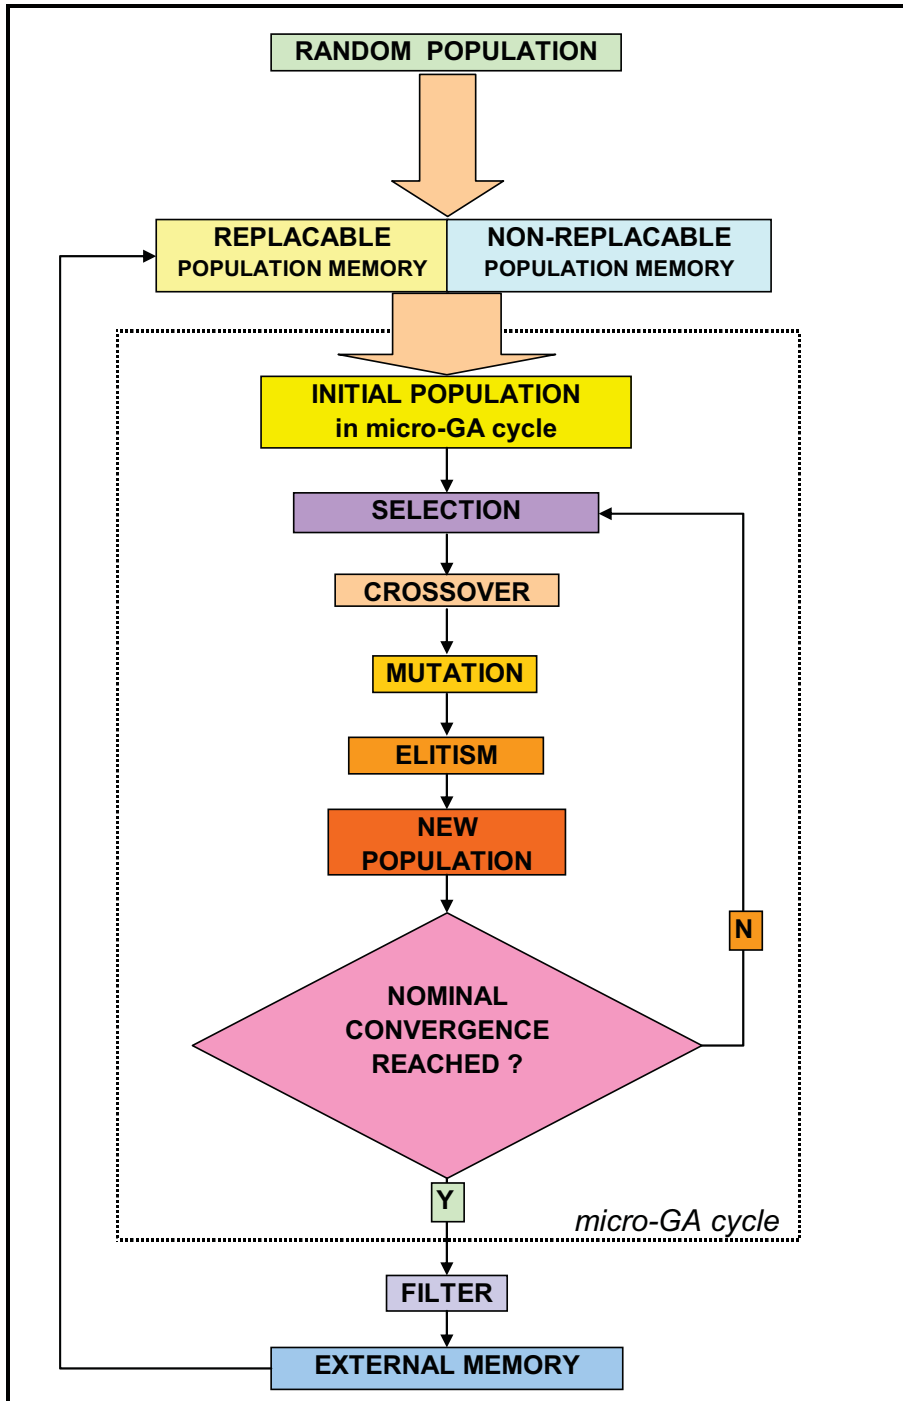 RANDOM POPULATION
REPLACABLE
POPULATION MEMORY
NON-REPLACABLE
POPULATION MEMORY
INITIAL POPULATION
in micro-GA cycle
SELECTION
CROSSOVER
MUTATION
ELITISM
NEW
POPULATION
N
NOMINAL
CONVERGENCE
REACHED ?
Y
micro-GA cycle
FILTER
EXTERNAL MEMORY